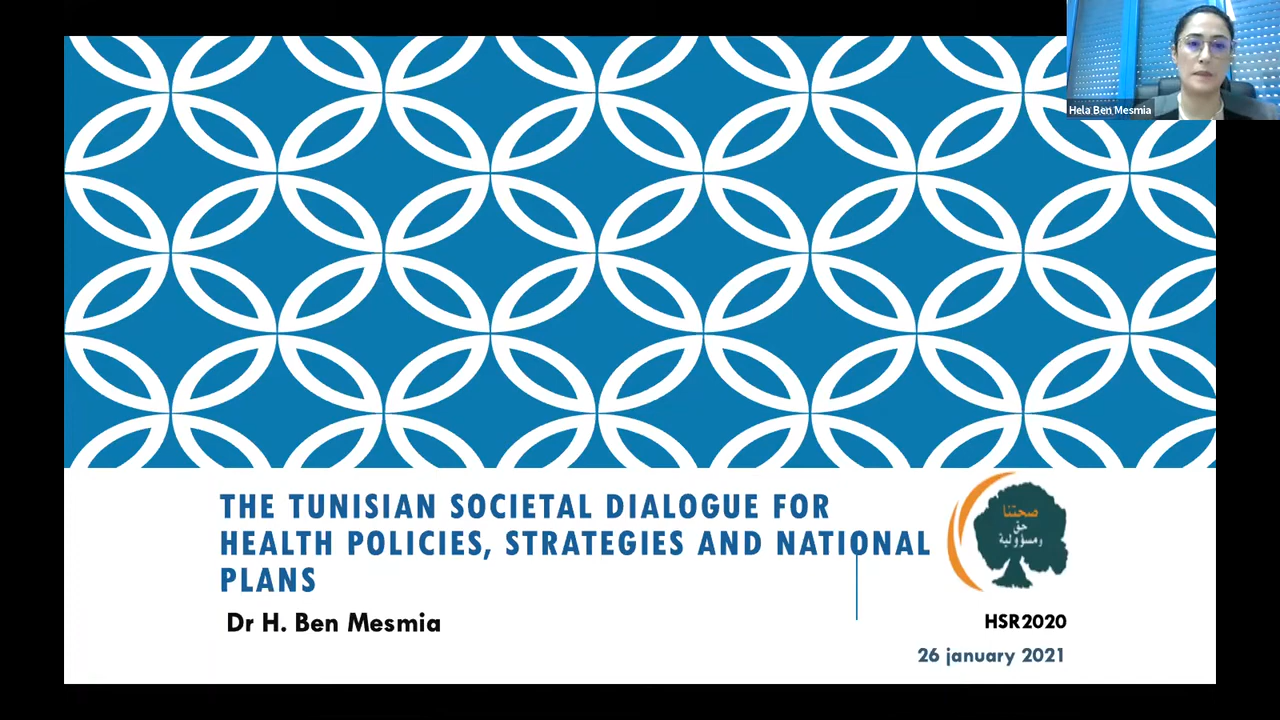 Hela Ben Mesmia
THE TUNISIAN SOCIETAL DIALOGUE FOR
HEALTH POLICIES, STRATEGIES AND NATIONAL
PLANS
صحتنا
حق
ومسؤولية
Dr H. Ben Mesmia
HSR2020
26 january 2021